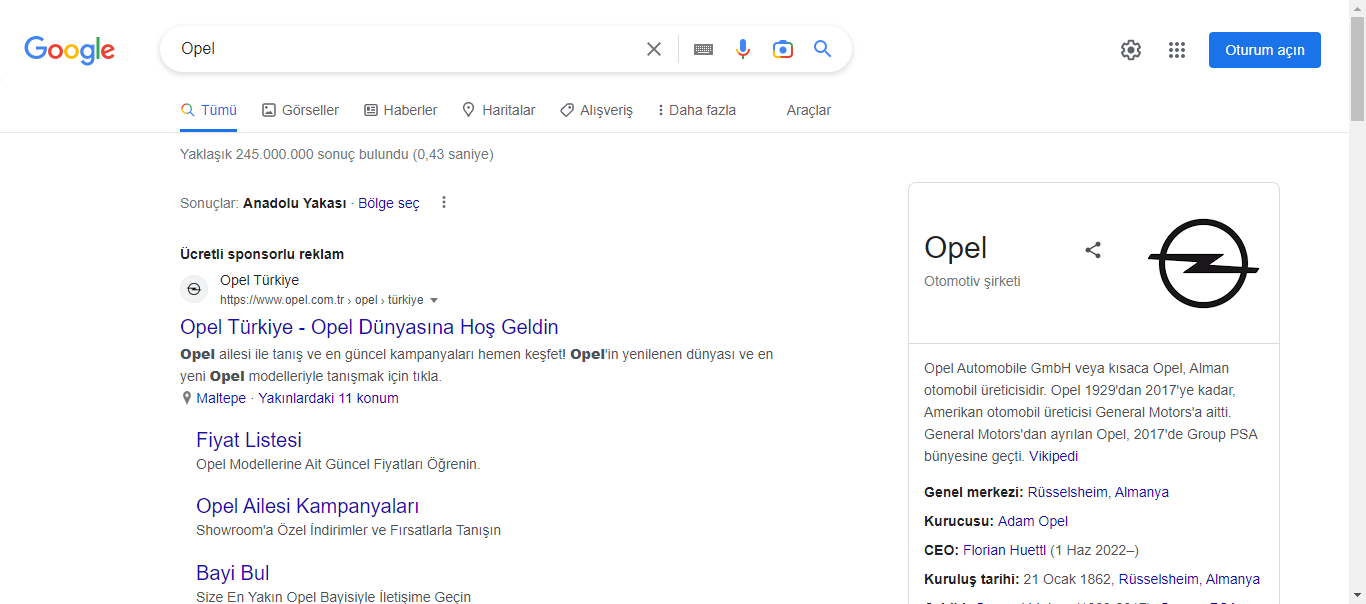 Google
Opel
Oturum açın
Tümü
Görseller
Haberler
Haritalar
Alışveriş
Daha fazla
Araçlar
Yaklaşık 245.000.000 sonuç bulundu (0,43 saniye)
Sonuçlar: Anadolu Yakası · Bölge seç
Ücretli sponsorlu reklam
Opel Türkiye
https://www.opel.com.tr › opel › türkiye
Opel Türkiye - Opel Dünyasına Hoş Geldin
Opel ailesi ile tanış ve en güncel kampanyaları hemen keşfet! Opel'in yenilenen dünyası ve en
yeni Opel modelleriyle tanışmak için tıkla.
Maltepe · Yakınlardaki 11 konum
Fiyat Listesi
Opel Modellerine Ait Güncel Fiyatları Öğrenin.
Opel Ailesi Kampanyaları
Showroom'a Özel İndirimler ve Fırsatlarla Tanışın
Bayi Bul
Size En Yakın Opel Bayisiyle İletişime Geçin
Opel
Otomotiv şirketi
Opel Automobile GmbH veya kısaca Opel, Alman
otomobil üreticisidir. Opel 1929'dan 2017'ye kadar,
Amerikan otomobil üreticisi General Motors'a aitti.
General Motors'dan ayrılan Opel, 2017'de Group PSA
bünyesine geçti. Vikipedi
Genel merkezi: Rüsselsheim, Almanya
Kurucusu: Adam Opel
CEO: Florian Huettl (1 Haz 2022–)
Kuruluş tarihi: 21 Ocak 1862, Rüsselsheim, Almanya